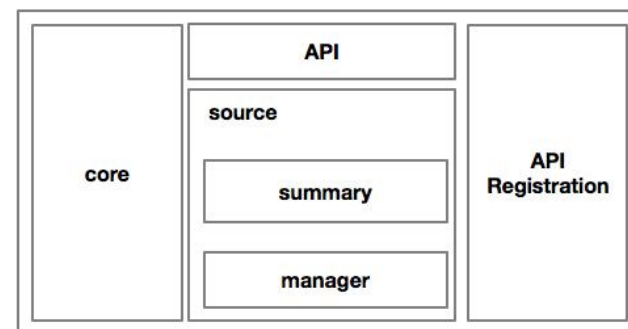 API
source
core
summary
API
Registration
manager